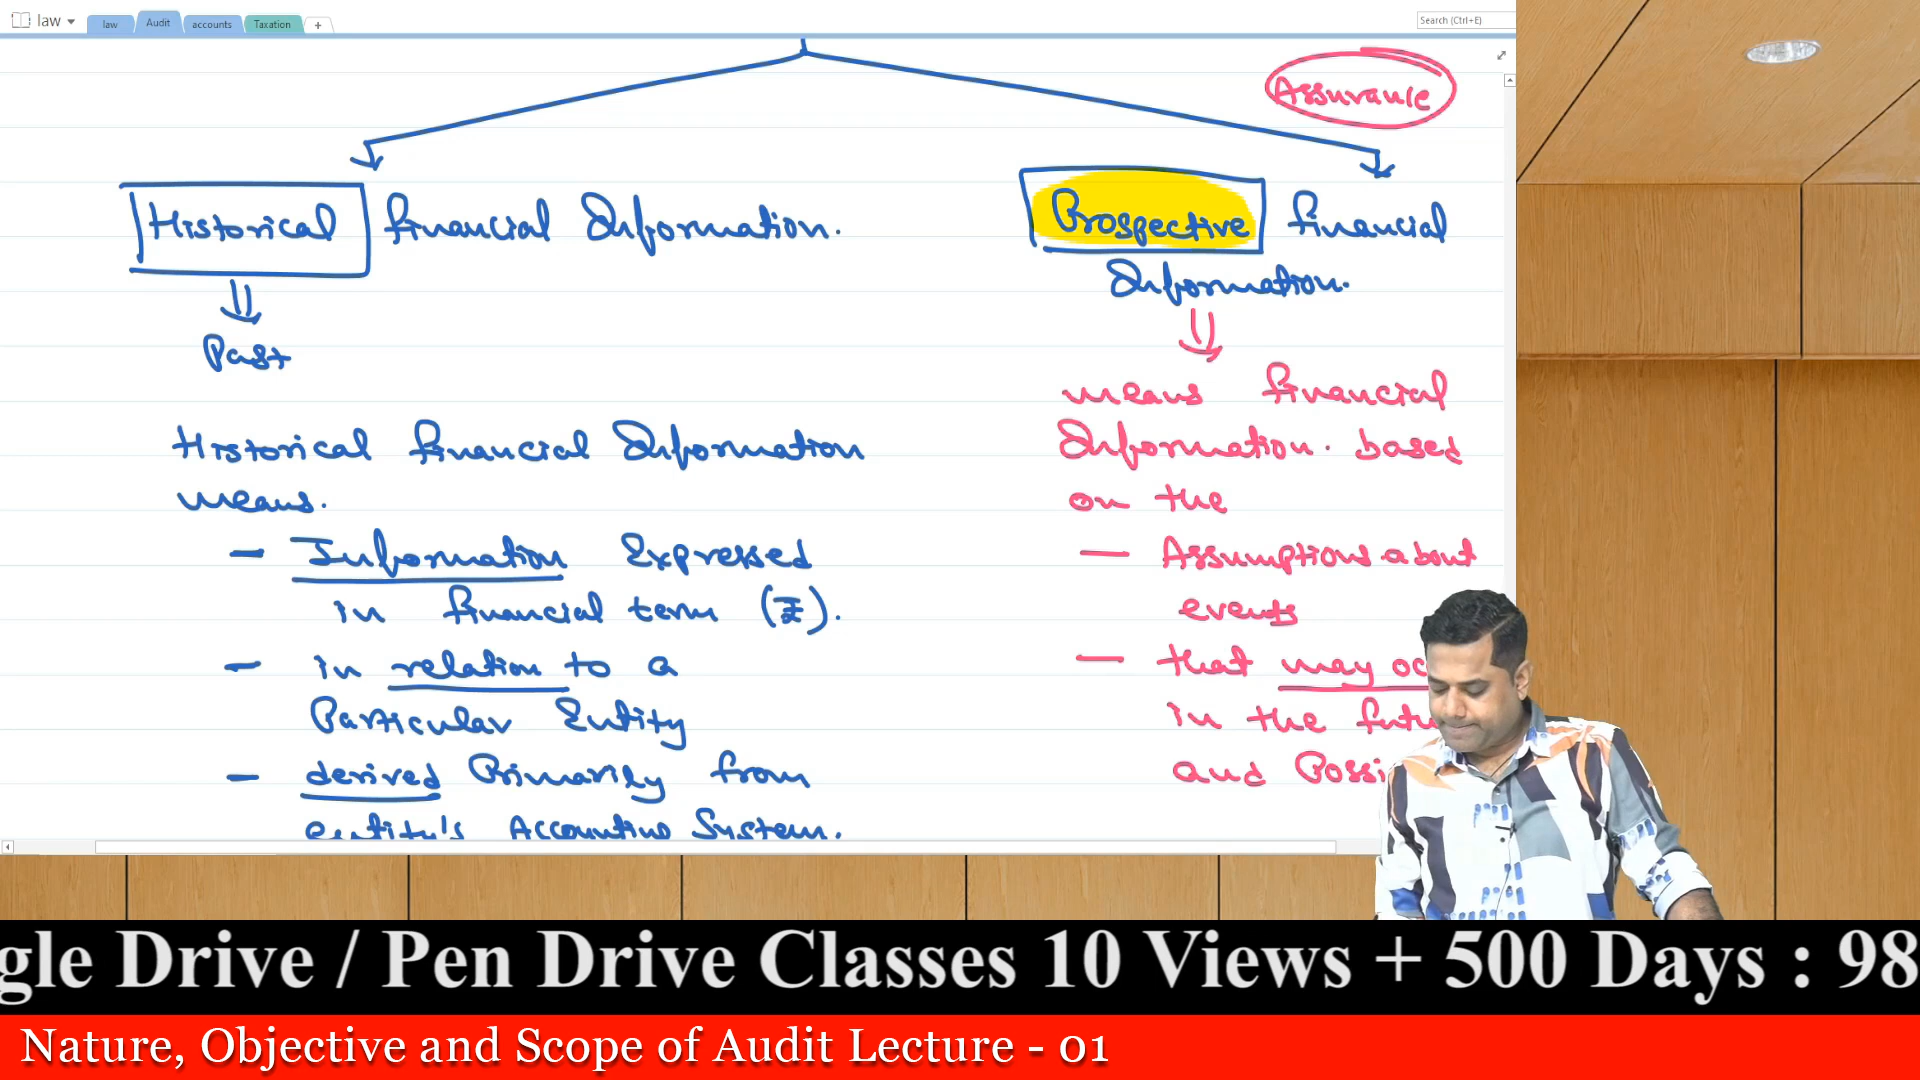 law
law Audit accounts Taxation +
Search (Ctrl+E)
Assurance
Historical financial Information.
Prospective financial
Information.
Past
means financial
Information. based
on the
Historical financial Information
means.
— Assumptions about
events
— Information Expressed
in financial term (₹).
— that may oc
in the futu
and Possi
— in relation to a
Particular Entity
— derived Primarily from
entity's Accounting System.
gle Drive / Pen Drive Classes 10 Views + 500 Days : 98
Nature, Objective and Scope of Audit Lecture - 01